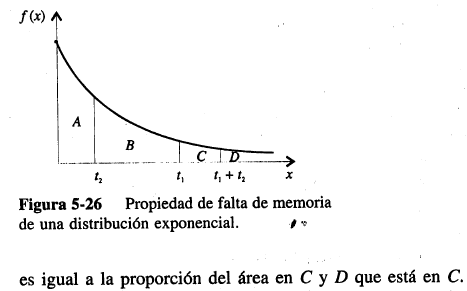 f(x)
A
B
C
D
t₂
t₁
t₁ + t₂
x
Figura 5-26 Propiedad de falta de memoria
de una distribución exponencial.
es igual a la proporción del área en C y D que está en C.